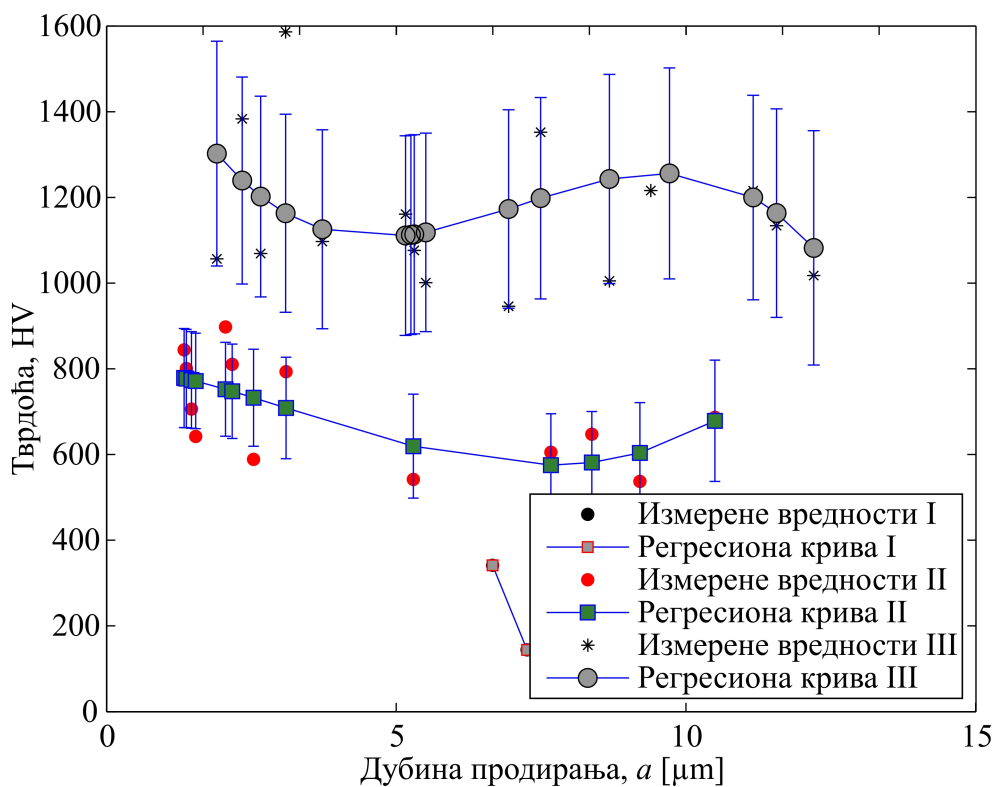 1600
1400
1200
1000
800
600
400
200
0
Тврдоћа, HV
Измерене вредности I
Регресиона крива I
Измерене вредности II
Регресиона крива II
Измерене вредности III
Регресиона крива III
0 5 10 15
Дубина продирања, a [µm]